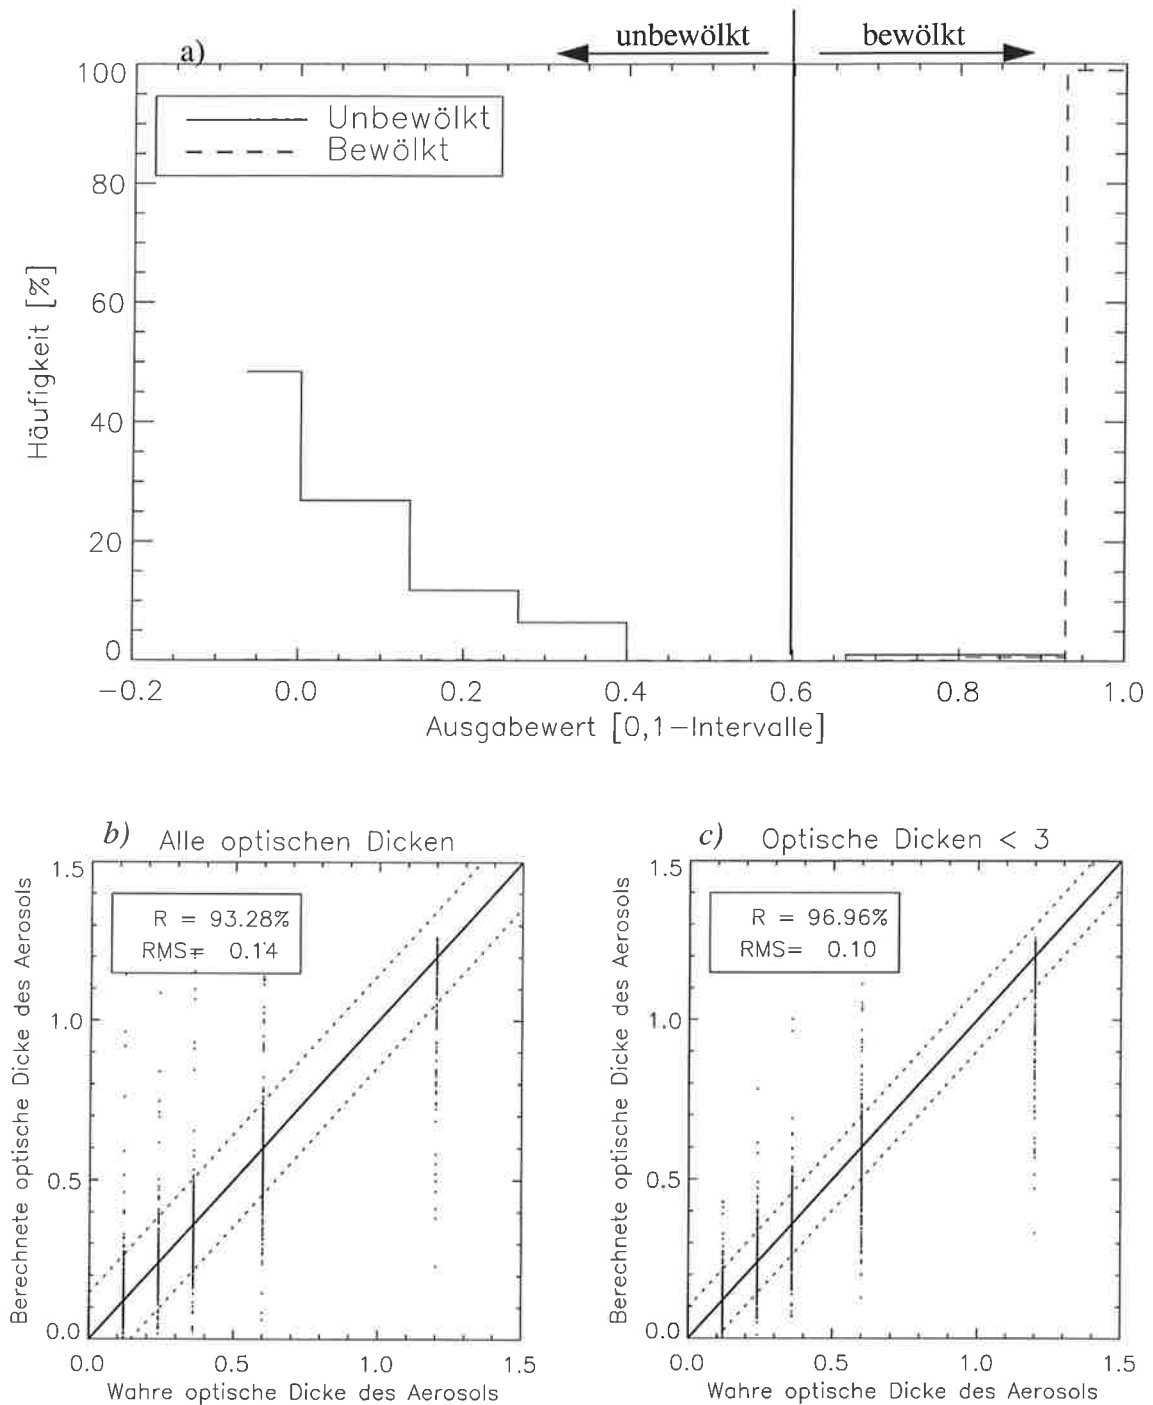 unbewölkt bewölkt
a)
100
Unbewölkt
Bewölkt
80
60
40
20
0
Häufigkeit [%]
−0.2 0.0 0.2 0.4 0.6 0.8 1.0
Ausgabewert [0,1−Intervalle]
b) Alle optischen Dicken
1.5
R = 93.28%
RMS= 0.14
1.0
0.5
0.0
Berechnete optische Dicke des Aerosols
0.0 0.5 1.0 1.5
Wahre optische Dicke des Aerosols
c) Optische Dicken < 3
1.5
R = 96.96%
RMS= 0.10
1.0
0.5
0.0
Berechnete optische Dicke des Aerosols
0.0 0.5 1.0 1.5
Wahre optische Dicke des Aerosols